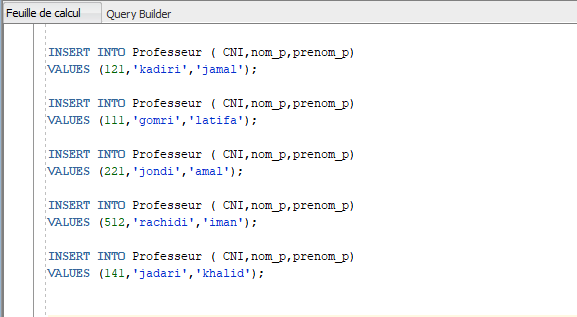 Feuille de calcul Query Builder
INSERT INTO Professeur ( CNI,nom_p,prenom_p)
VALUES (121,'kadiri','jamal');
INSERT INTO Professeur ( CNI,nom_p,prenom_p)
VALUES (111,'gomri','latifa');
INSERT INTO Professeur ( CNI,nom_p,prenom_p)
VALUES (221,'jondi','amal');
INSERT INTO Professeur ( CNI,nom_p,prenom_p)
VALUES (512,'rachidi','iman');
INSERT INTO Professeur ( CNI,nom_p,prenom_p)
VALUES (141,'jadari','khalid');